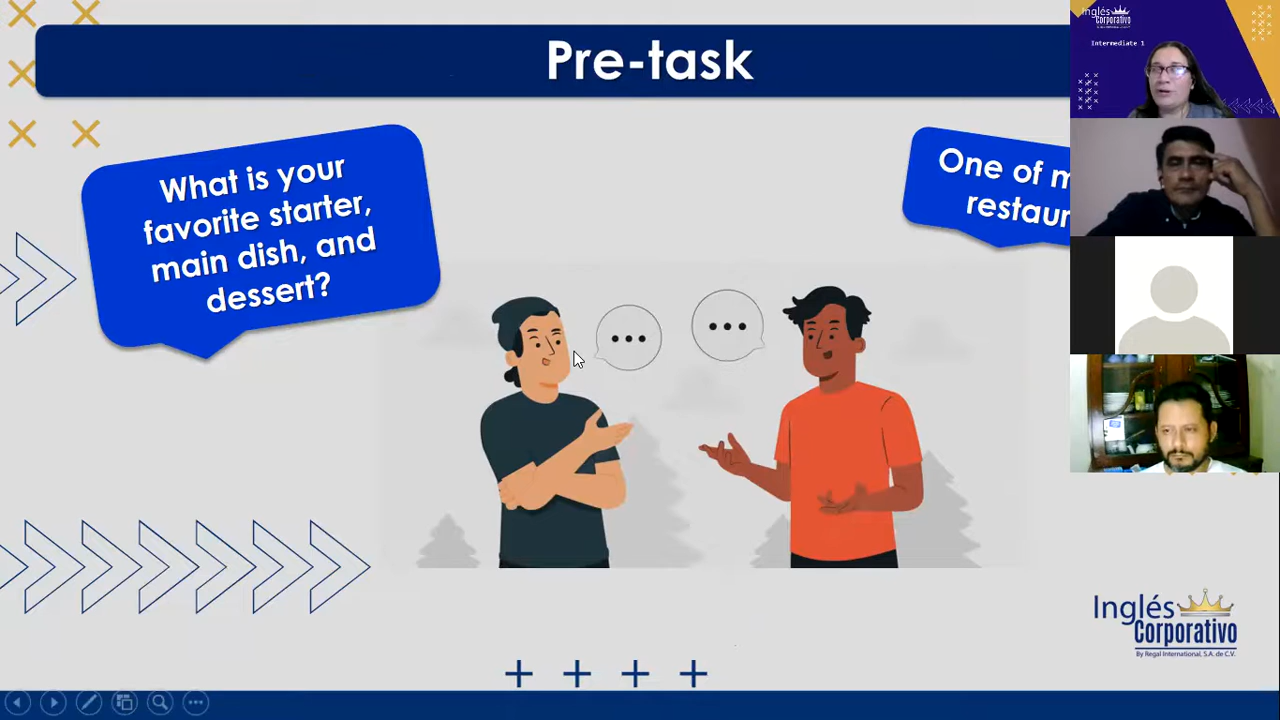 Pre-task
What is your
favorite starter,
main dish, and
dessert?
One of m
restaur
Inglés
Corporativo
Intermediate 1
Inglés
Corporativo
By Regal International, S.A. de C.V.